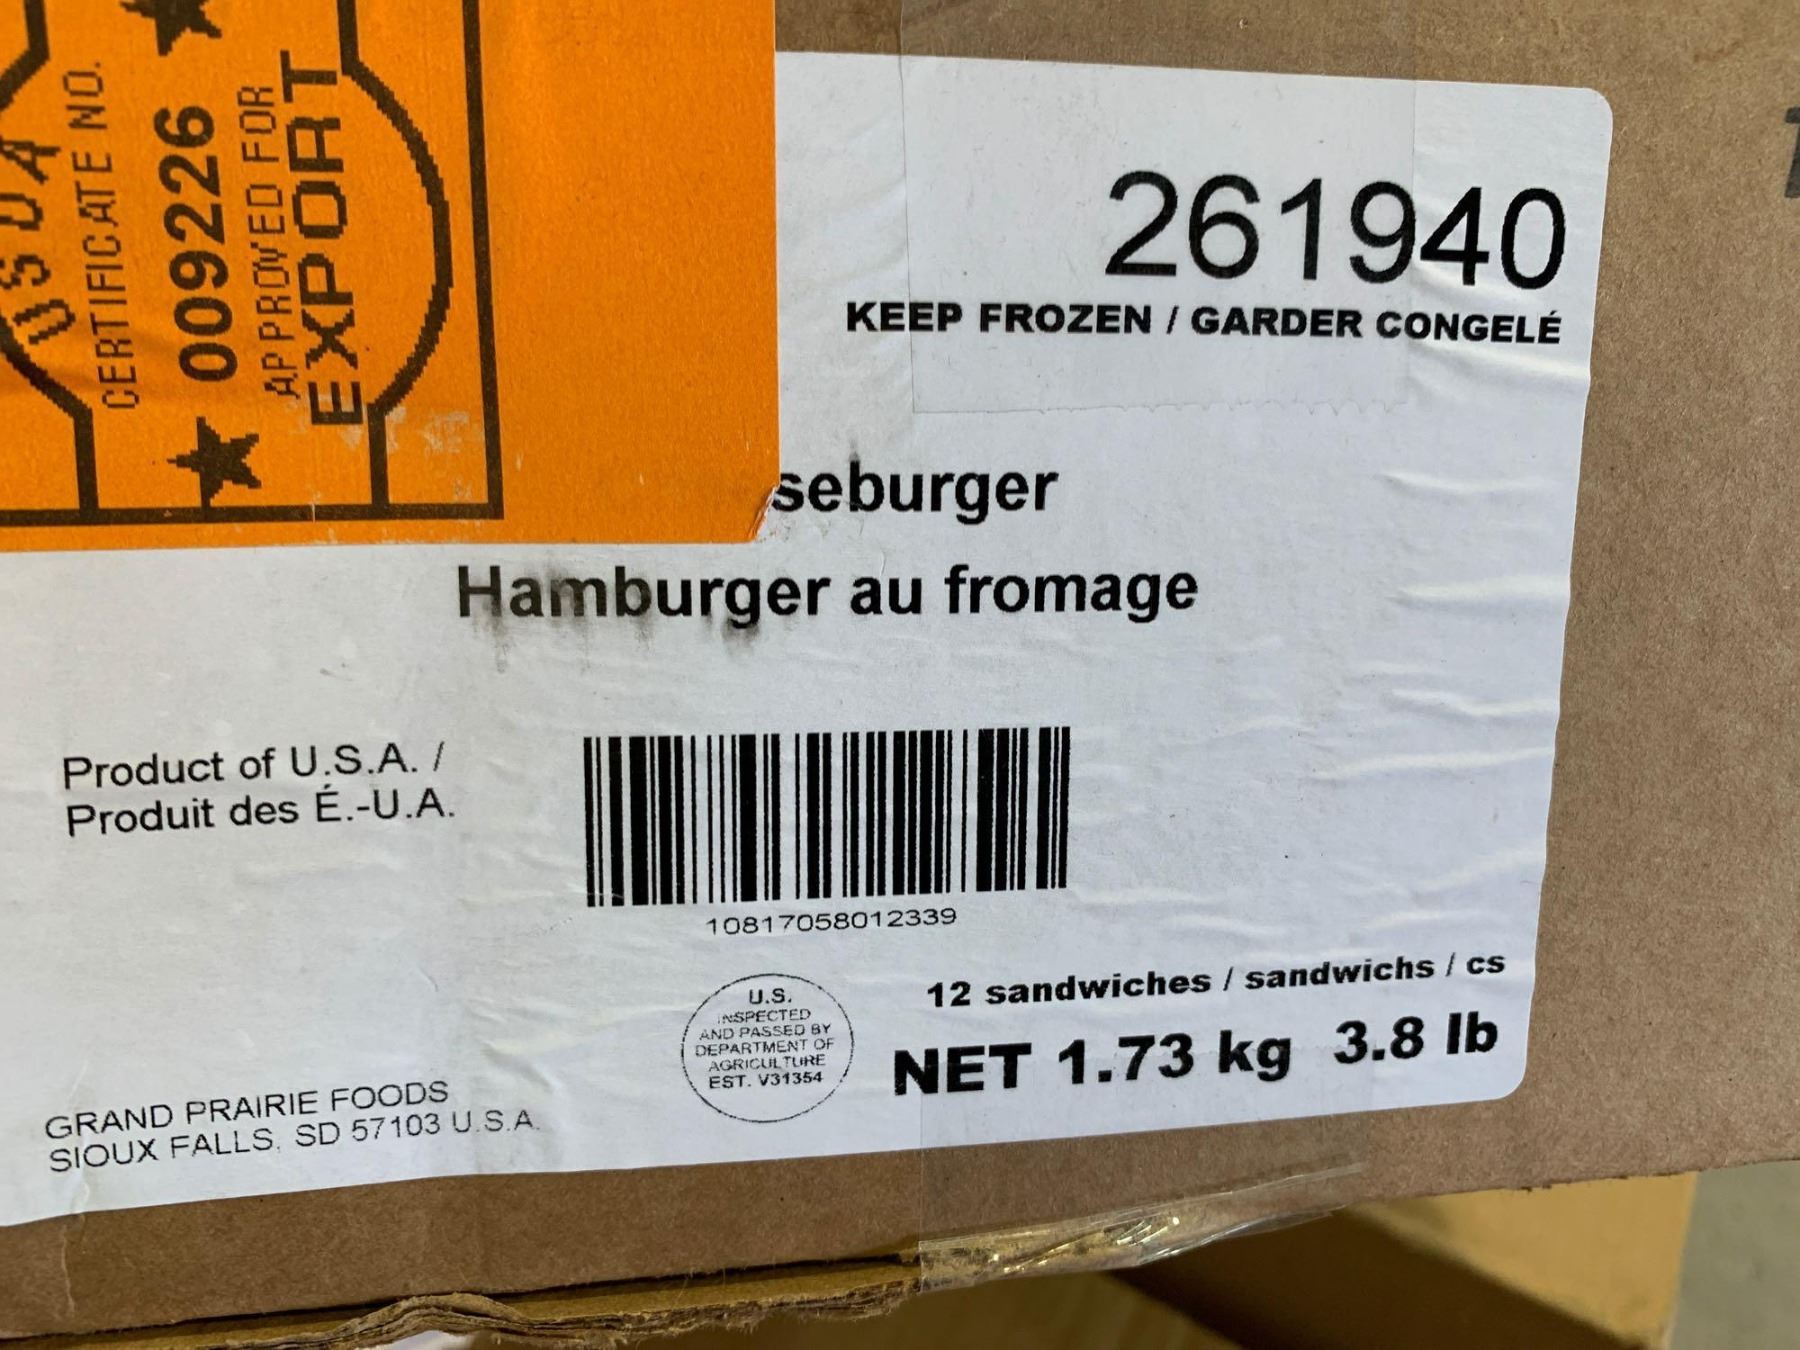 USDA
CERTIFICATE NO.
009226
APPROVED FOR
EXPORT
261940
KEEP FROZEN / GARDER CONGELÉ
seburger
Hamburger au fromage
Product of U.S.A. /
Produit des É.-U.A.
10817058012339
12 sandwiches / sandwichs / cs
NET 1.73 kg 3.8 lb
U.S.
INSPECTED
AND PASSED BY
DEPARTMENT OF
AGRICULTURE
EST. V31354
GRAND PRAIRIE FOODS
SIOUX FALLS, SD 57103 U.S.A.